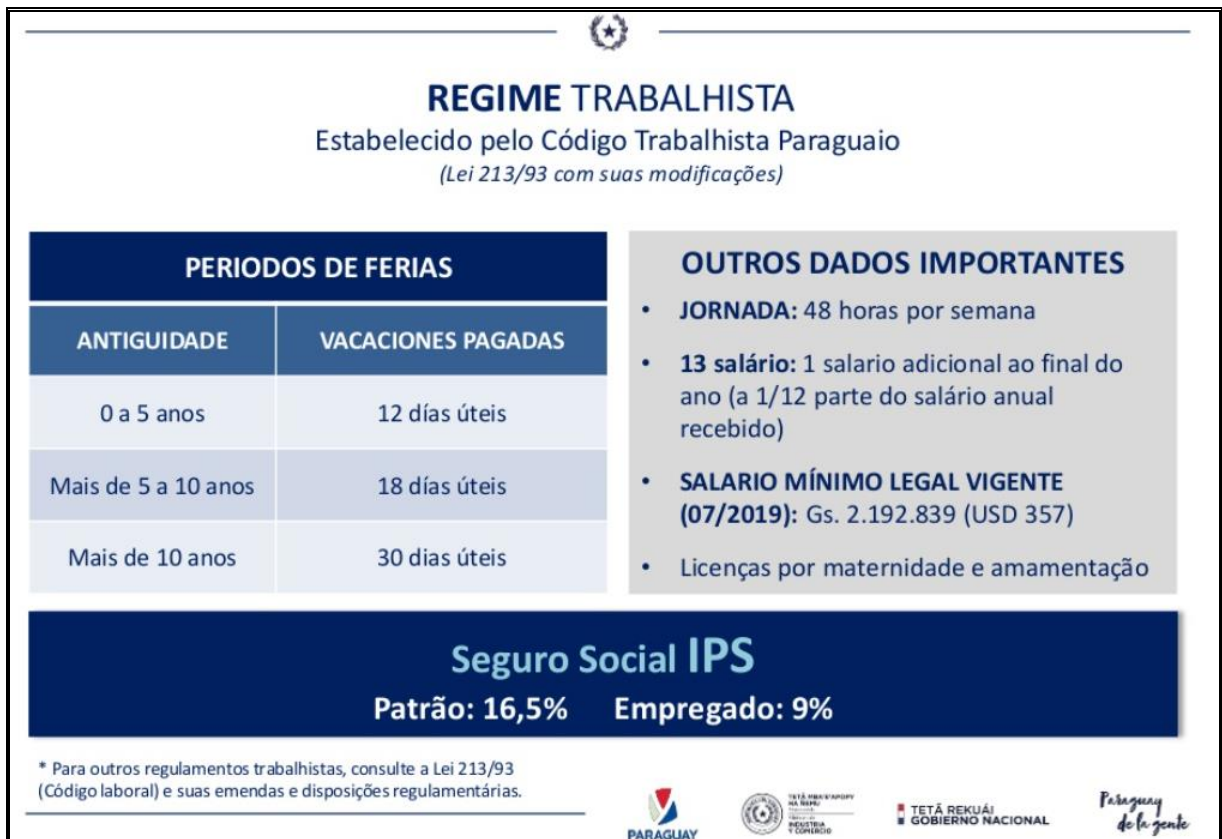 REGIME TRABALHISTA
Estabelecido pelo Código Trabalhista Paraguaio
(Lei 213/93 com suas modificações)
PERIODOS DE FERIAS
ANTIGUIDADE
VACACIONES PAGADAS
0 a 5 anos
12 días úteis
Mais de 5 a 10 anos
18 días úteis
Mais de 10 anos
30 dias úteis
OUTROS DADOS IMPORTANTES
• JORNADA: 48 horas por semana
• 13 salário: 1 salario adicional ao final do
ano (a 1/12 parte do salário anual
recebido)
• SALARIO MÍNIMO LEGAL VIGENTE
(07/2019): Gs. 2.192.839 (USD 357)
• Licenças por maternidade e amamentação
Seguro Social IPS
Patrão: 16,5% Empregado: 9%
* Para outros regulamentos trabalhistas, consulte a Lei 213/93
(Código laboral) e suas emendas e disposições regulamentárias.
PARAGUAY
INDUSTRIA
Y COMERCIO
TETÃ REKUÁI
GOBIERNO NACIONAL
Paraguay
de la gente